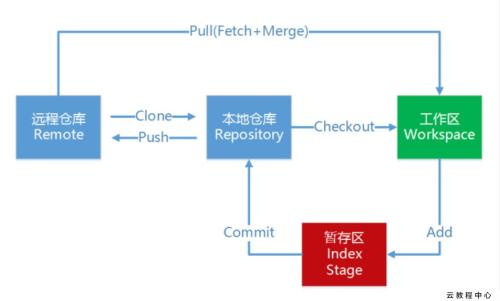 Pull(Fetch+Merge)
远程仓库
Remote
Clone
Push
本地仓库
Repository
Checkout
工作区
Workspace
Commit
暂存区
Index
Stage
Add
云教程中心